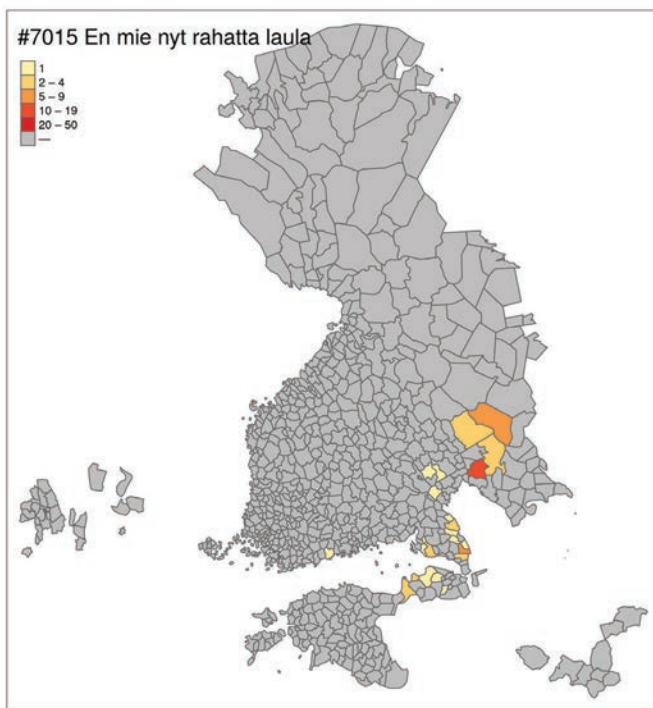 #7015 En mie nyt rahatta laula
1
2 – 4
5 – 9
10 – 19
20 – 50
—